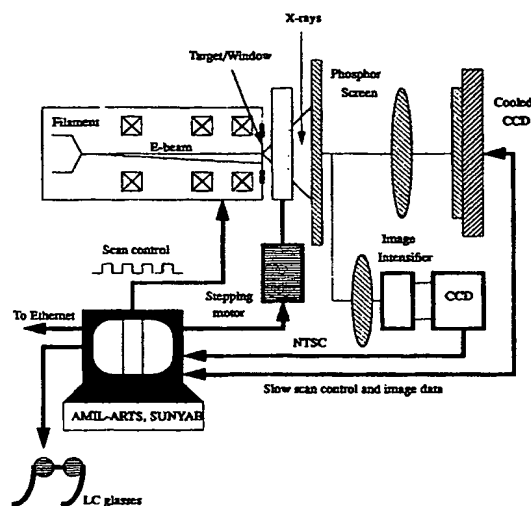 X-rays
Target/Window
Phosphor
Screen
Cooled
CCD
Filament
E-beam
Scan control
Stepping
motor
Image
Intensifier
CCD
To Ethernet
NTSC
Slow scan control and image data
AMIL-ARTS, SUNYAB
LC glasses